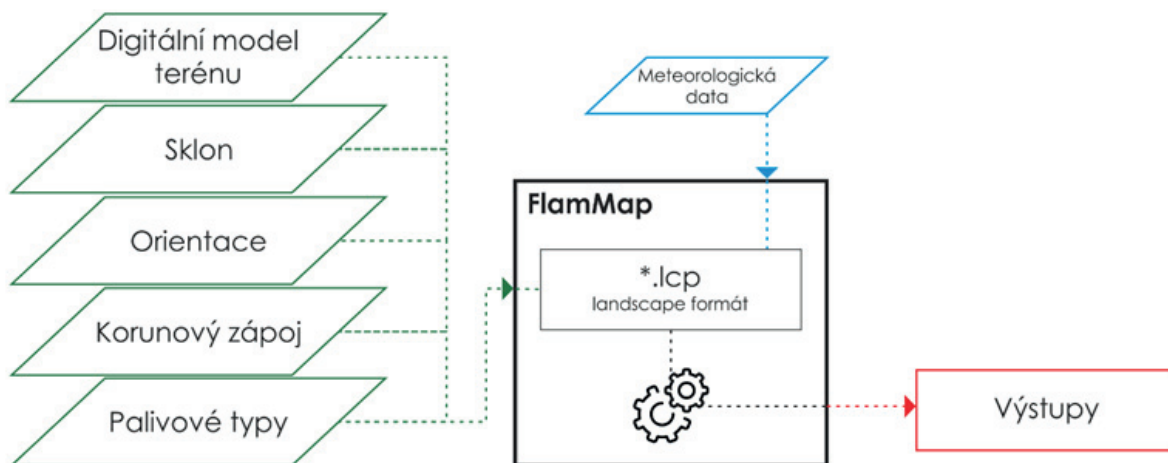 Digitální model
terénu
Sklon
Orientace
Korunový zápoj
Palivové typy
Meteorologická
data
FlamMap
*.lcp
landscape formát
Výstupy